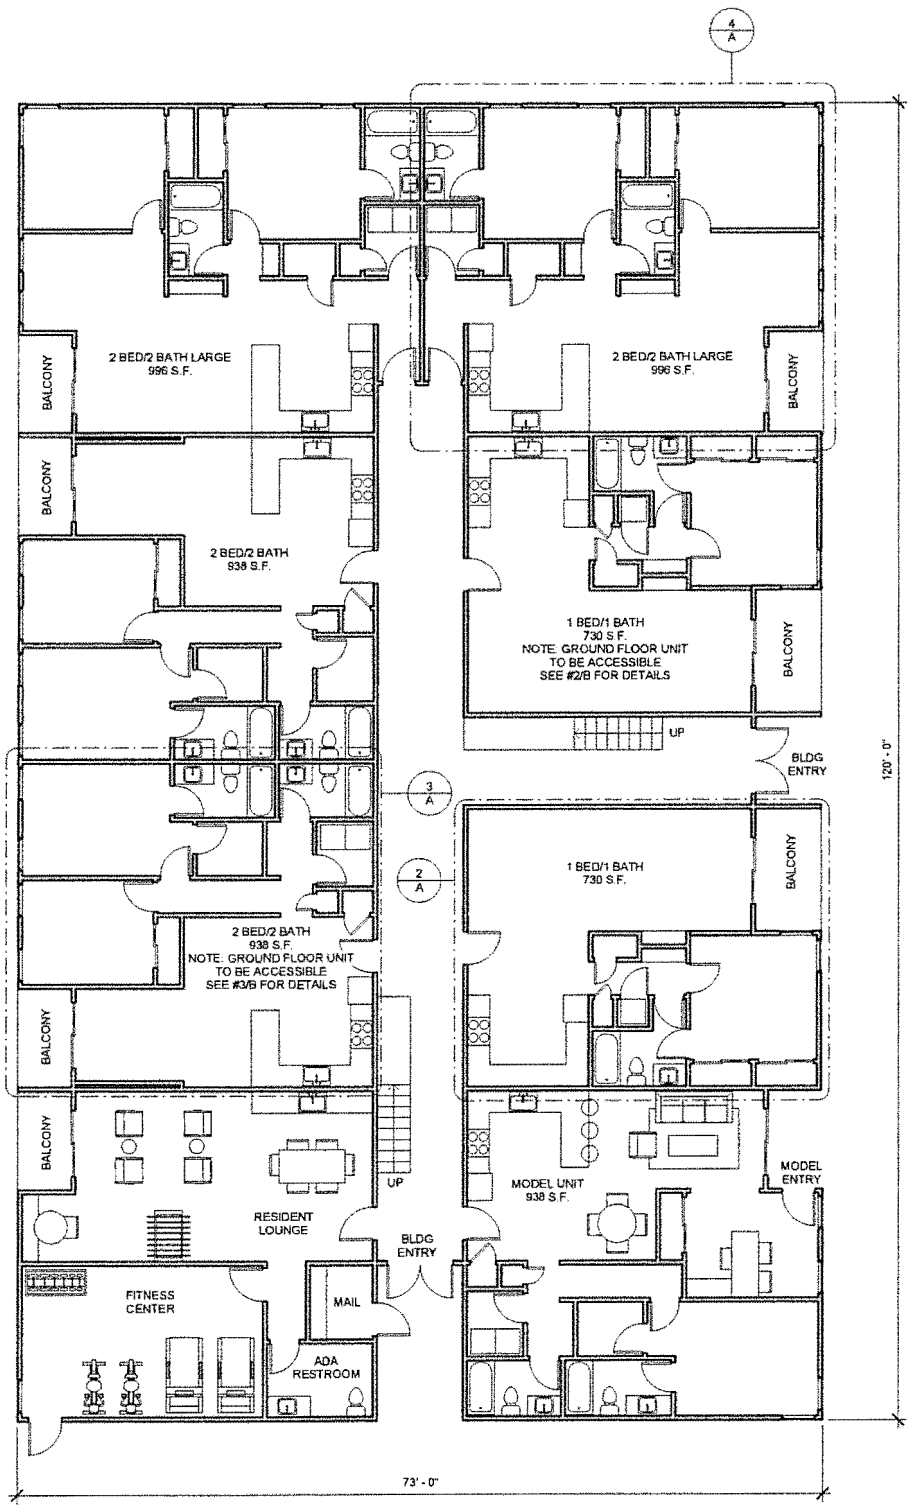 4
A
2 BED/2 BATH LARGE
996 S.F.
BALCONY
2 BED/2 BATH LARGE
996 S.F.
BALCONY
BALCONY
2 BED/2 BATH
938 S.F.
1 BED/1 BATH
730 S.F.
NOTE: GROUND FLOOR UNIT
TO BE ACCESSIBLE
SEE #2/B FOR DETAILS
BALCONY
UP
BLDG
ENTRY
120' - 0"
3
A
2
A
1 BED/1 BATH
730 S.F.
BALCONY
2 BED/2 BATH
938 S.F.
NOTE: GROUND FLOOR UNIT
TO BE ACCESSIBLE
SEE #3/B FOR DETAILS
BALCONY
BALCONY
UP
MODEL UNIT
938 S.F.
MODEL
ENTRY
RESIDENT
LOUNGE
BLDG
ENTRY
FITNESS
CENTER
MAIL
ADA
RESTROOM
73' - 0"